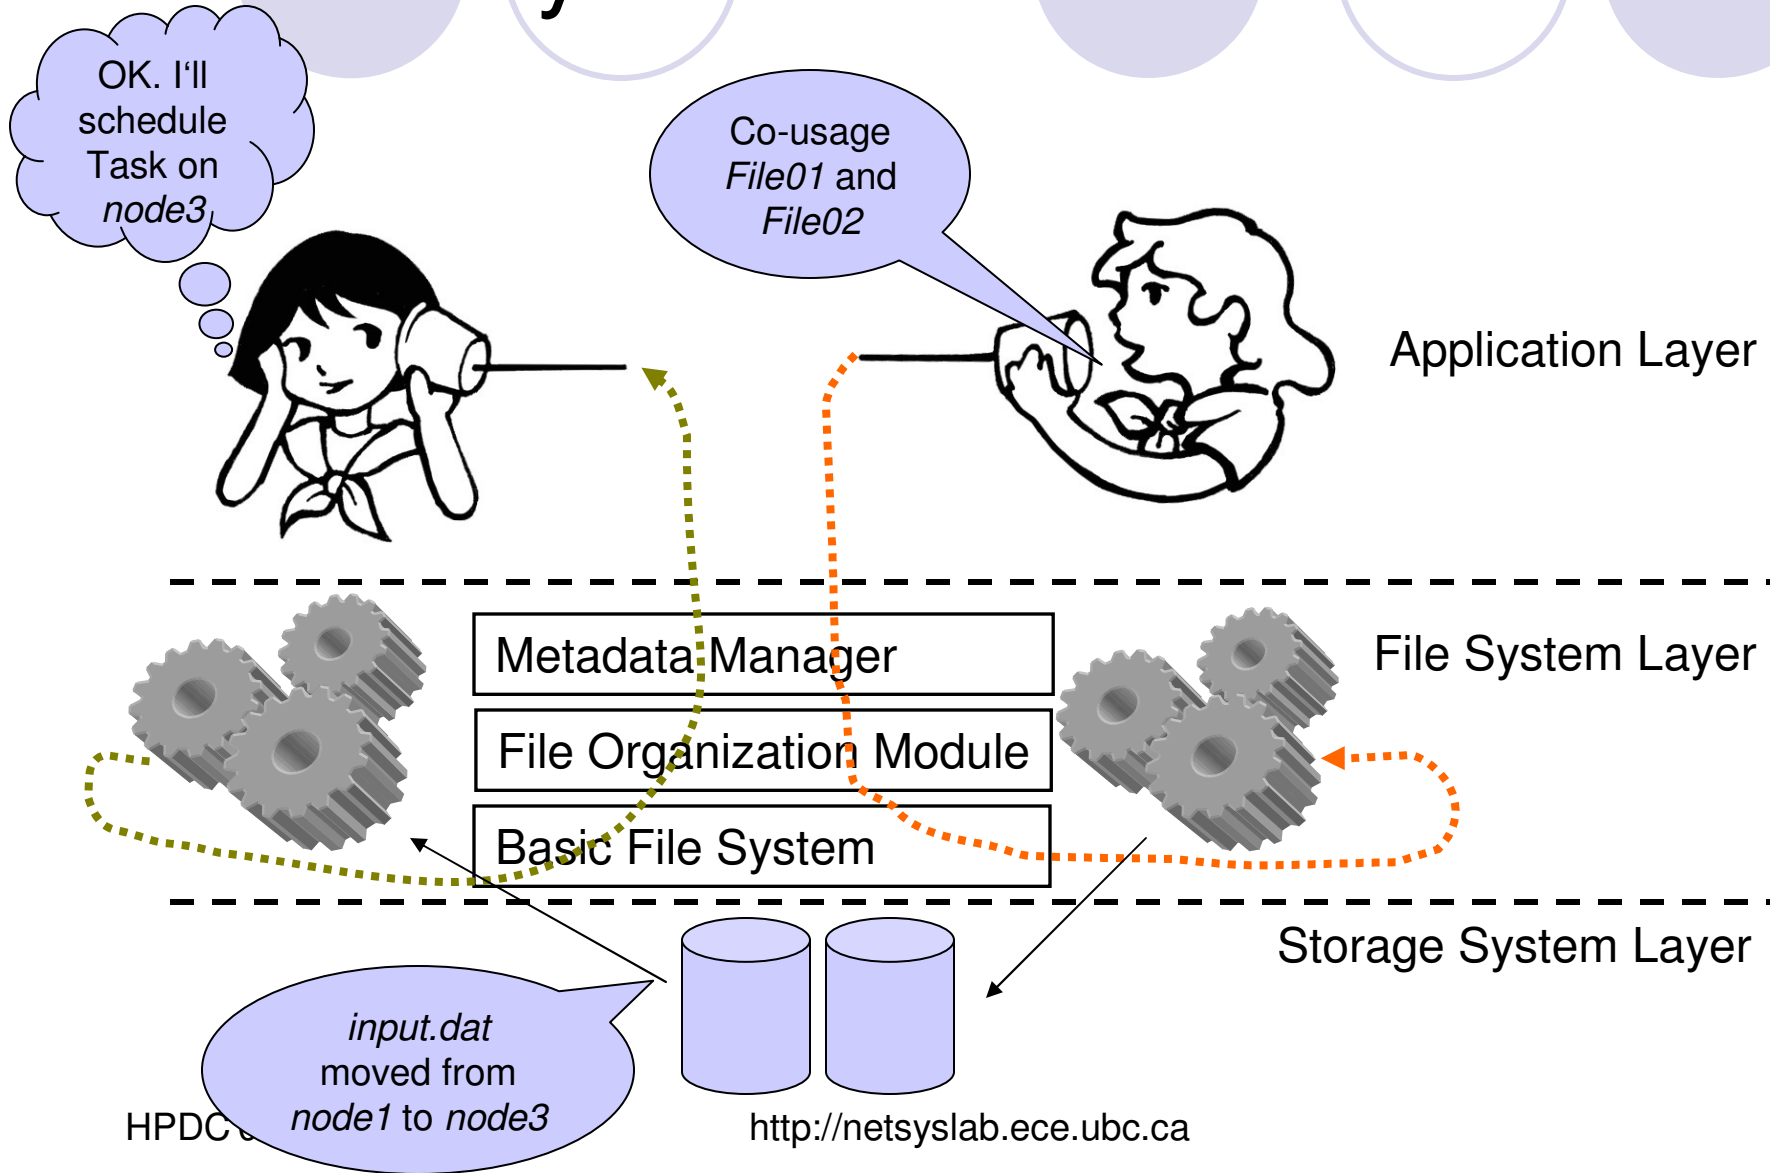 OK. I‘ll
schedule
Task on
node3
Co-usage
File01 and
File02
Application Layer
Metadata Manager
File System Layer
File Organization Module
Basic File System
Storage System Layer
input.dat
moved from
node1 to node3
HPDC
http://netsyslab.ece.ubc.ca